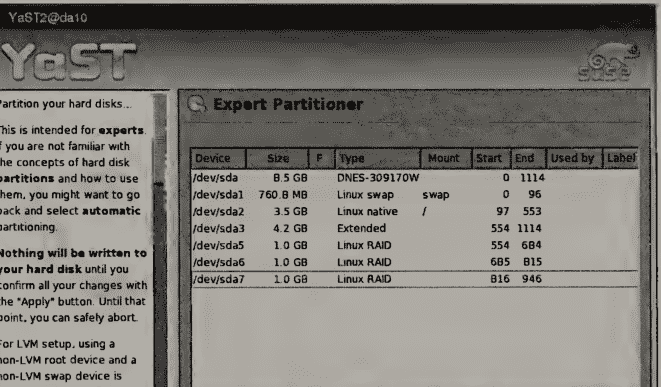 YaST2@da10
YaST
SuSE
Partition your hard disks...
This is intended for experts.
if you are not familiar with
the concepts of hard disk
partitions and how to use
them, you might want to go
back and select automatic
partitioning.
Nothing will be written to
your hard disk until you
confirm all your changes with
the "Apply" button. Until that
point, you can safely abort.
For LVM setup, using a
non-LVM root device and a
non-LVM swap device is
Expert Partitioner
Device Size F Type Mount Start End Used by Label
/dev/sda 8.5 GB DNES-309170W 0 1114
/dev/sda1 760.8 MB Linux swap swap 0 96
/dev/sda2 3.5 GB Linux native / 97 553
/dev/sda3 4.2 GB Extended 554 1114
/dev/sda5 1.0 GB Linux RAID 554 684
/dev/sda6 1.0 GB Linux RAID 685 815
/dev/sda7 1.0 GB Linux RAID 816 946